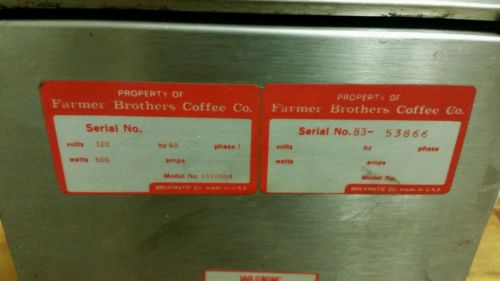 PROPERTY OF
Farmer Brothers Coffee Co.
Serial No.
volts 120 hz 60 phase 1
watts 500 amps
Model No. 1010554
BREWMATIC Co. made in U.S.A.
PROPERTY OF
Farmer Brothers Coffee Co.
Serial No. 83- 53866
volts hz phase
watts amps
Model No.
BREWMATIC Co. made in U.S.A.
WARNING